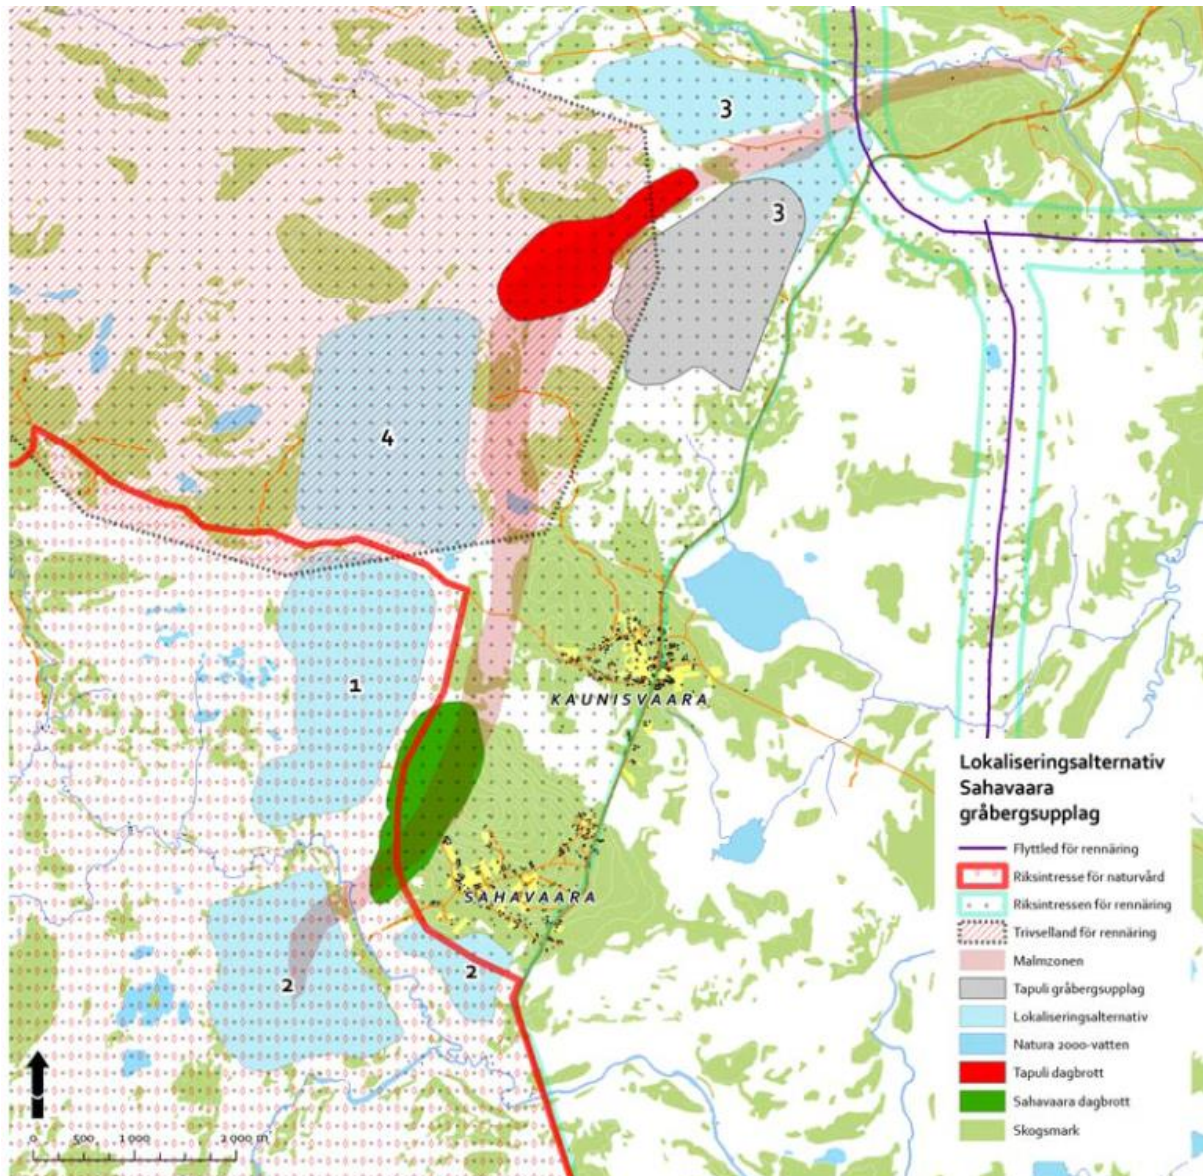 3
3
4
1
KAUNISVAARA
SAHAVAARA
2
2
0 500 1 000 2 000 m
Lokaliseringsalternativ
Sahavaara
gråbergsupplag
Flyttled för rennäring
Riksintresse för naturvård
Riksintressen för rennäring
Trivselland för rennäring
Malmzonen
Tapuli gråbergsupplag
Lokaliseringsalternativ
Natura 2000-vatten
Tapuli dagbrott
Sahavaara dagbrott
Skogsmark